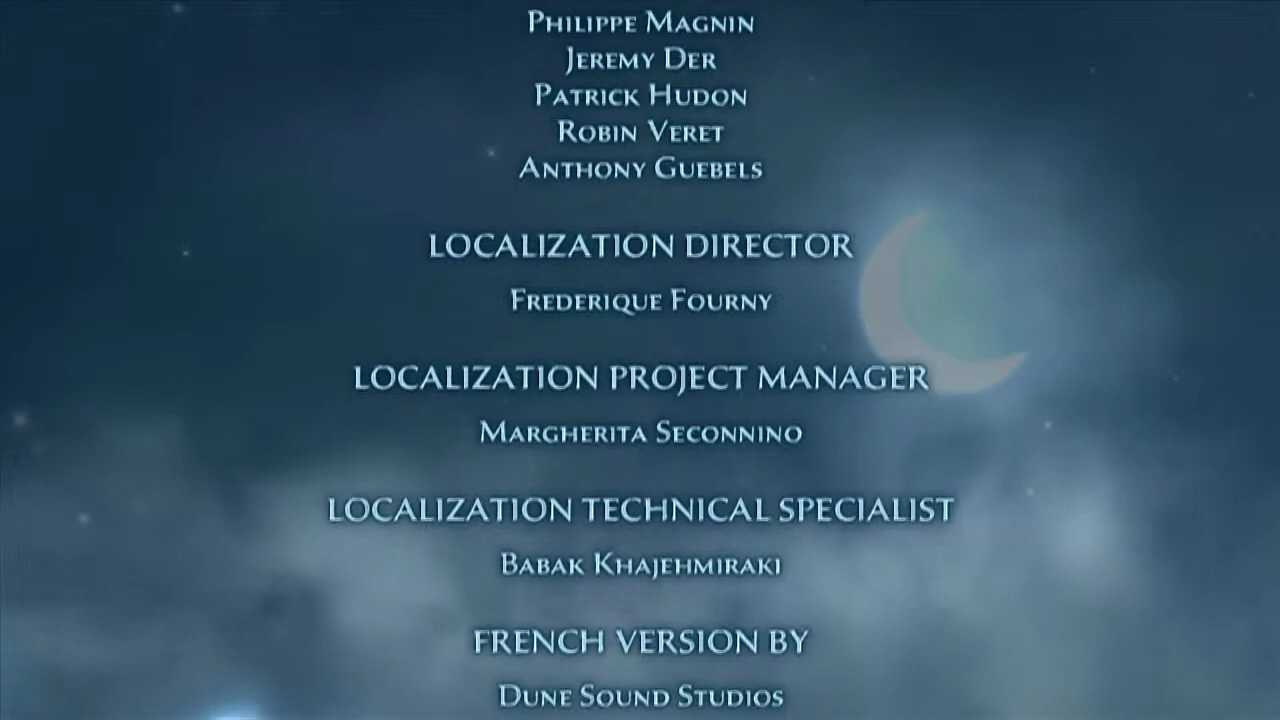 Philippe Magnin
Jeremy Der
Patrick Hudon
Robin Veret
Anthony Guebels
LOCALIZATION DIRECTOR
Frederique Fourny
LOCALIZATION PROJECT MANAGER
Margherita Seconnino
LOCALIZATION TECHNICAL SPECIALIST
Babak Khajehmiraki
FRENCH VERSION BY
Dune Sound Studios